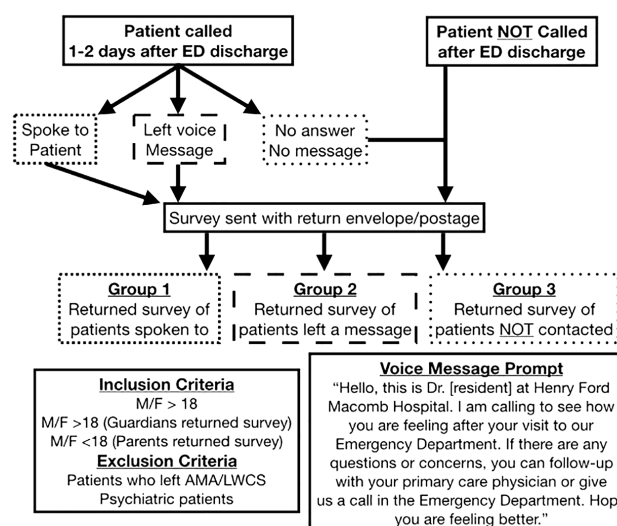 Patient called
1-2 days after ED discharge
Patient NOT Called
after ED discharge
Spoke to
Patient
Left voice
Message
No answer
No message
Survey sent with return envelope/postage
Group 1
Returned survey of
patients spoken to
Group 2
Returned survey of
patients left a message
Group 3
Returned survey of
patients NOT contacted
Inclusion Criteria
M/F > 18
M/F >18 (Guardians returned survey)
M/F <18 (Parents returned survey)
Exclusion Criteria
Patients who left AMA/LWCS
Psychiatric patients
Voice Message Prompt
“Hello, this is Dr. [resident] at Henry Ford
Macomb Hospital. I am calling to see how
you are feeling after your visit to our
Emergency Department. If there are any
questions or concerns, you can follow-up
with your primary care physician or give
us a call in the Emergency Department. Hop
you are feeling better.”